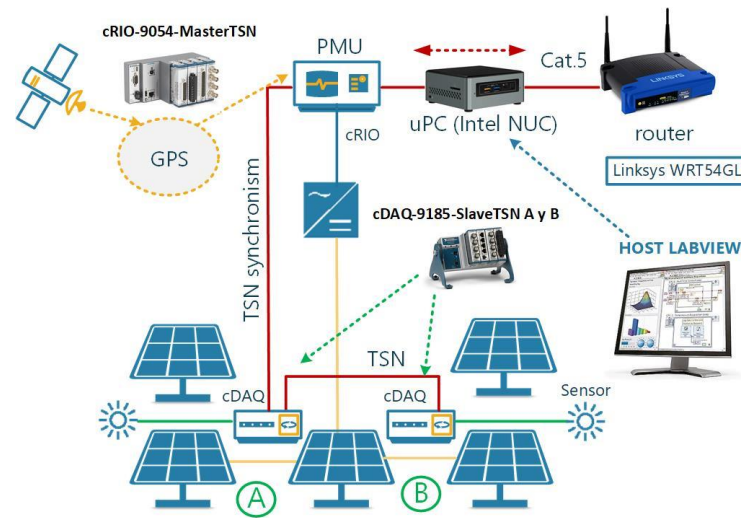 cRIO-9054-MasterTSN
PMU
Cat.5
LINKSYS
GPS
cRIO
uPC (Intel NUC)
router
Linksys WRT54GL
TSN synchronism
cDAQ-9185-SlaveTSN A y B
HOST LABVIEW
TSN
cDAQ
cDAQ
Sensor
A
B